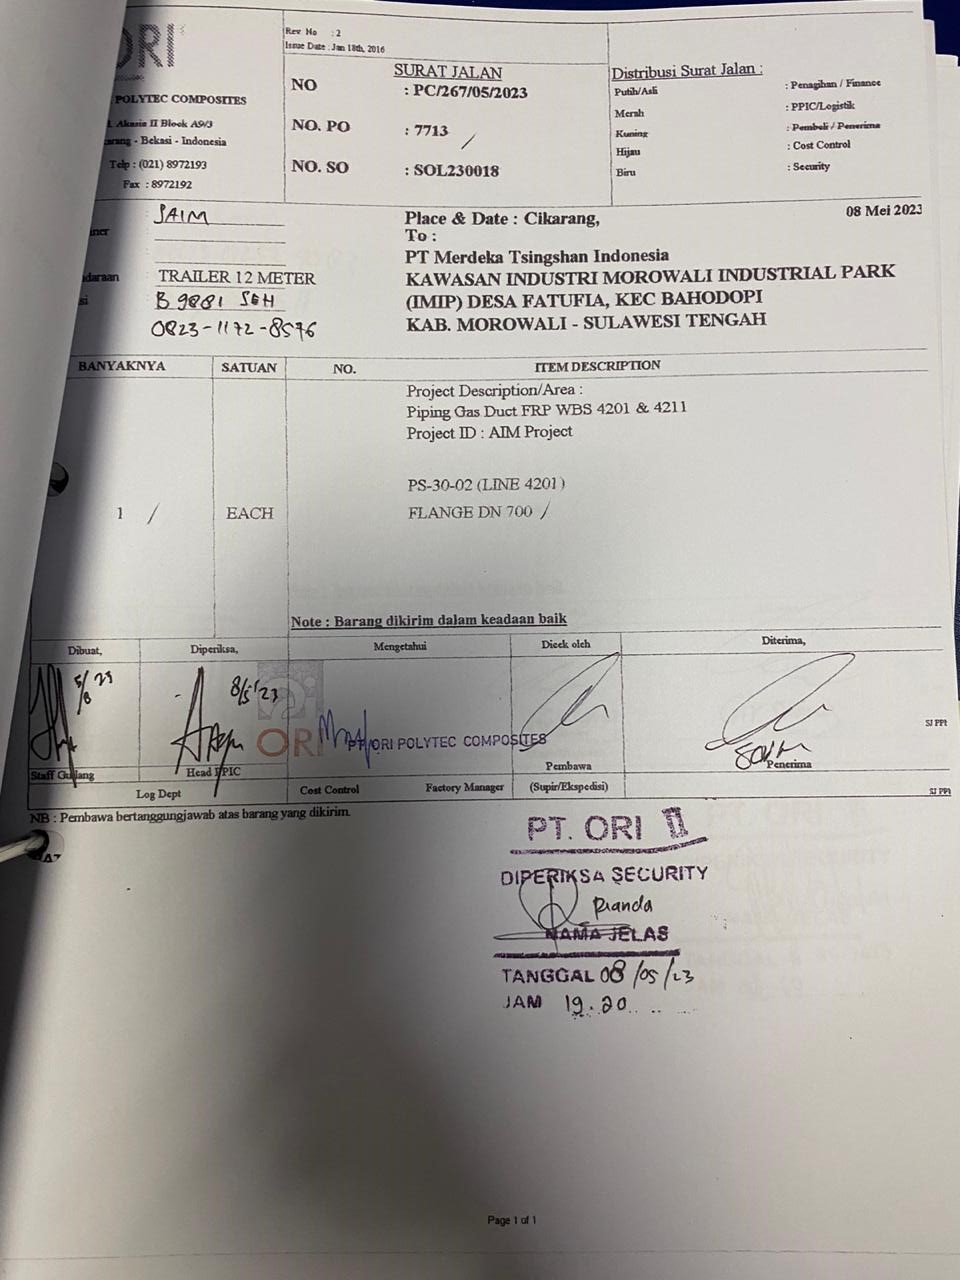 ORI
POLYTEC COMPOSITES
Akasia II Block A9/3
- Bekasi - Indonesia
Telp : (021) 8972193
Fax : 8972192
Rev No : 2
Issue Date : Jan 18th, 2016
SURAT JALAN
NO : PC/267/05/2023
NO. PO : 7713 /
NO. SO : SOL230018
Distribusi Surat Jalan :
Putih/Asli : Penagihan / Finance
Merah : PPIC/Logistik
Kuning : Pembeli / Penerima
Hijau : Cost Control
Biru : Security
SAIM
TRAILER 12 METER
B 9881 SEH
0823-1172-8576
Place & Date : Cikarang, 08 Mei 2023
To :
PT Merdeka Tsingshan Indonesia
KAWASAN INDUSTRI MOROWALI INDUSTRIAL PARK
(IMIP) DESA FATUFIA, KEC BAHODOPI
KAB. MOROWALI - SULAWESI TENGAH
BANYAKNYA SATUAN NO. ITEM DESCRIPTION
Project Description/Area :
Piping Gas Duct FRP WBS 4201 & 4211
Project ID : AIM Project
PS-30-02 (LINE 4201)
1 / EACH FLANGE DN 700 /
Note : Barang dikirim dalam keadaan baik
Dibuat, Diperiksa, Mengetahui Dicek oleh Diterima,
8/5'23
ORI
PT ORI POLYTEC COMPOSITES
SJ PPI
Staff Gudang Head PPIC Pembawa Penerima
Log Dept Cost Control Factory Manager (Supir/Ekspedisi)
SJ PPI
NB : Pembawa bertanggungjawab atas barang yang dikirim.
PT. ORI II
DIPERIKSA SECURITY
Rianda
NAMA JELAS
TANGGAL 08/05/23
JAM 19.20
Page 1 of 1